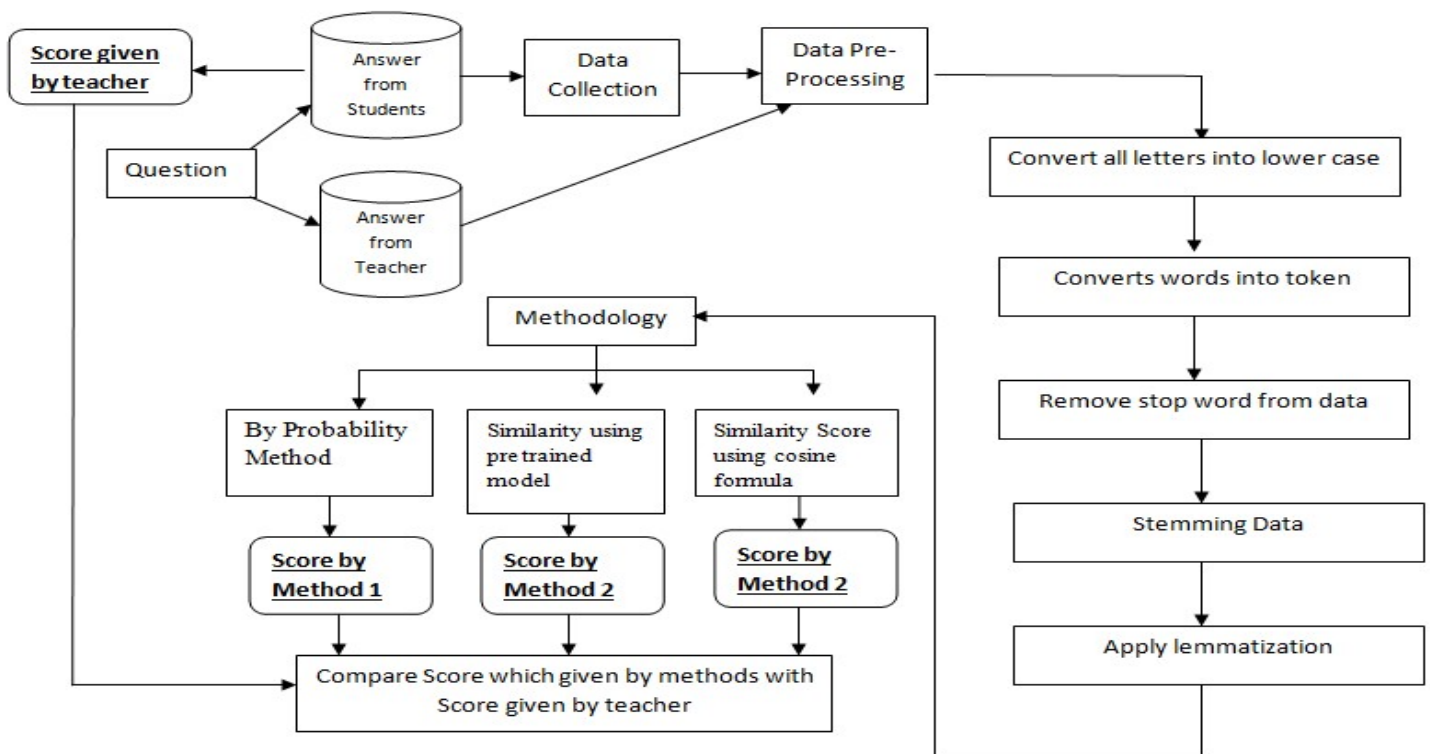 Score given
by teacher
Answer
from
Students
Data
Collection
Data Pre-
Processing
Question
Answer
from
Teacher
Convert all letters into lower case
Converts words into token
Remove stop word from data
Stemming Data
Apply lemmatization
Methodology
By Probability
Method
Similarity using
pre trained
model
Similarity Score
using cosine
formula
Score by
Method 1
Score by
Method 2
Score by
Method 2
Compare Score which given by methods with
Score given by teacher